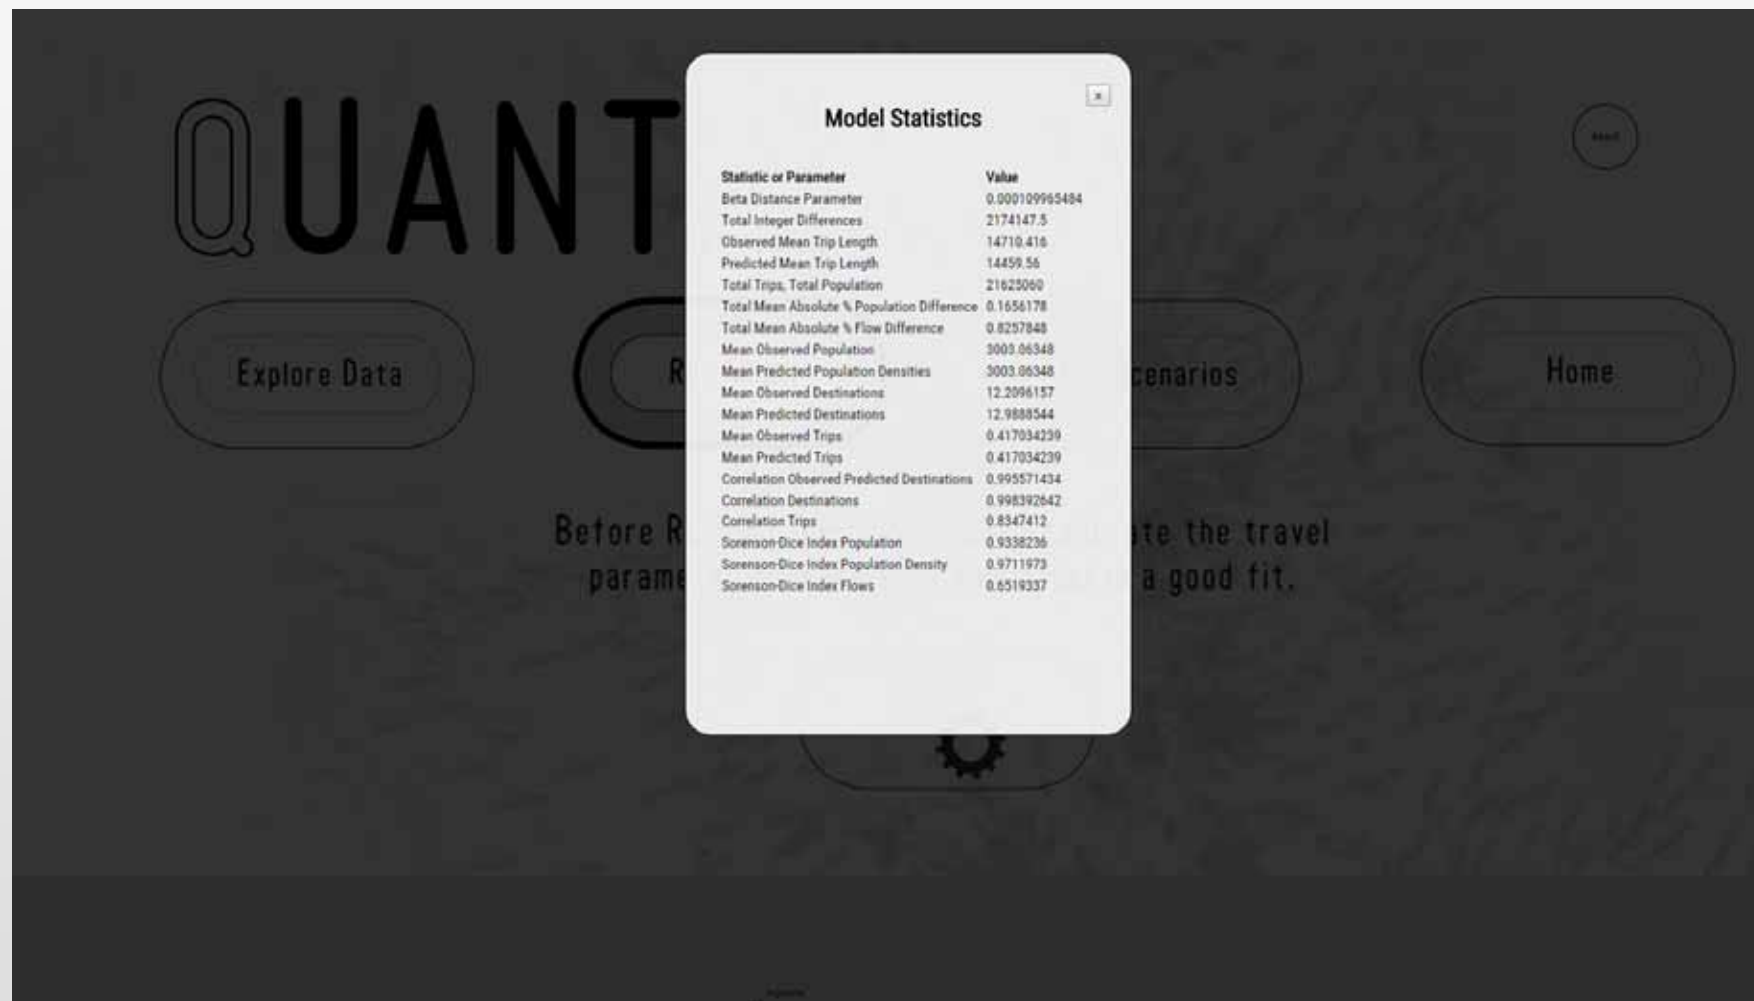 QUANT
About
Explore Data
R
cenarios
Home
Before R
ate the travel
parame
a good fit.
x
Model Statistics
Statistic or Parameter Value
Beta Distance Parameter 0.000109965484
Total Integer Differences 2174147.5
Observed Mean Trip Length 14710.416
Predicted Mean Trip Length 14459.56
Total Trips, Total Population 21625060
Total Mean Absolute % Population Difference 0.1656178
Total Mean Absolute % Flow Difference 0.8257848
Mean Observed Population 3003.06348
Mean Predicted Population Densities 3003.06348
Mean Observed Destinations 12.2096157
Mean Predicted Destinations 12.9888544
Mean Observed Trips 0.417034239
Mean Predicted Trips 0.417034239
Correlation Observed Predicted Destinations 0.995571434
Correlation Destinations 0.998392642
Correlation Trips 0.8347412
Sorenson-Dice Index Population 0.9338236
Sorenson-Dice Index Population Density 0.9711973
Sorenson-Dice Index Flows 0.6519337